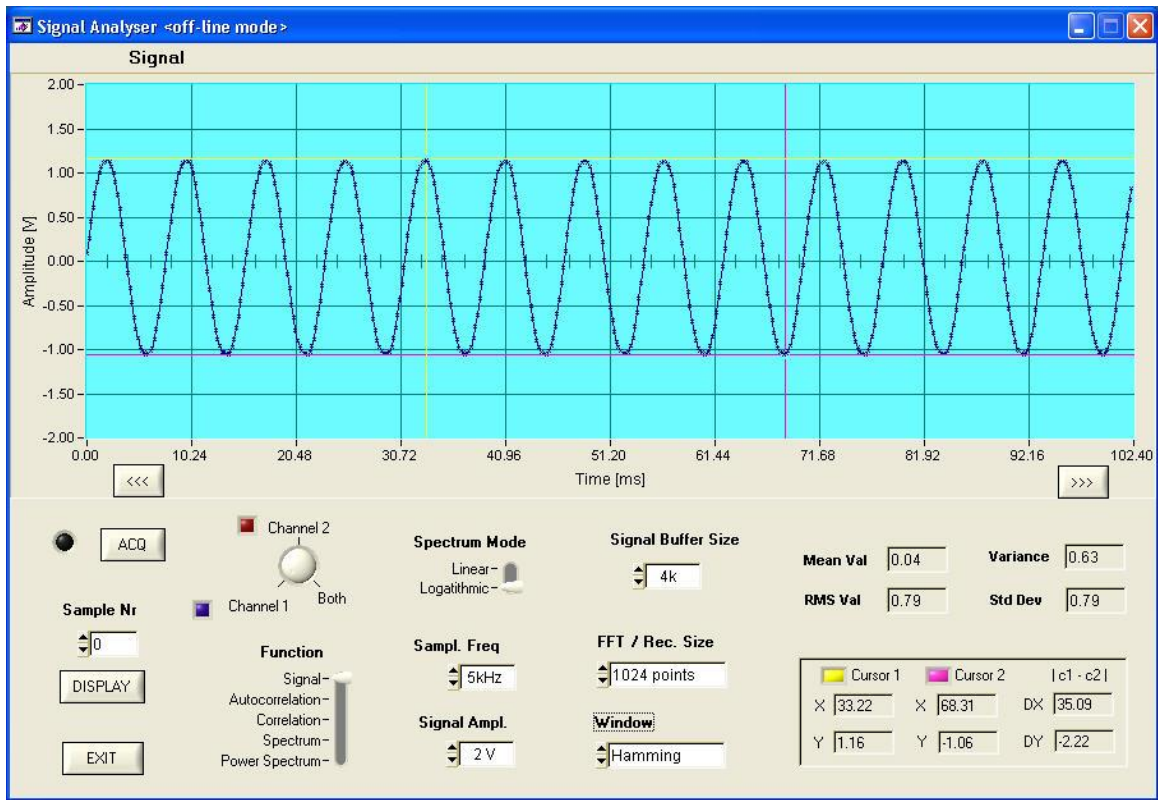 Signal Analyser <off-line mode>
Signal
2.00
1.50
1.00
0.50
0.00
-0.50
-1.00
-1.50
-2.00
Amplitude [V]
0.00 10.24 20.48 30.72 40.96 51.20 61.44 71.68 81.92 92.16 102.40
Time [ms]
<<<
>>>
ACQ
Sample Nr
0
DISPLAY
EXIT
Channel 2
Channel 1
Both
Function
Signal
Autocorrelation
Correlation
Spectrum
Power Spectrum
Spectrum Mode
Linear
Logatithmic
Sampl. Freq
5kHz
Signal Ampl.
2 V
Signal Buffer Size
4k
FFT / Rec. Size
1024 points
Window
Hamming
Mean Val 0.04 Variance 0.63
RMS Val 0.79 Std Dev 0.79
Cursor 1 Cursor 2 | c1 - c2 |
X 33.22 X 68.31 DX 35.09
Y 1.16 Y -1.06 DY -2.22